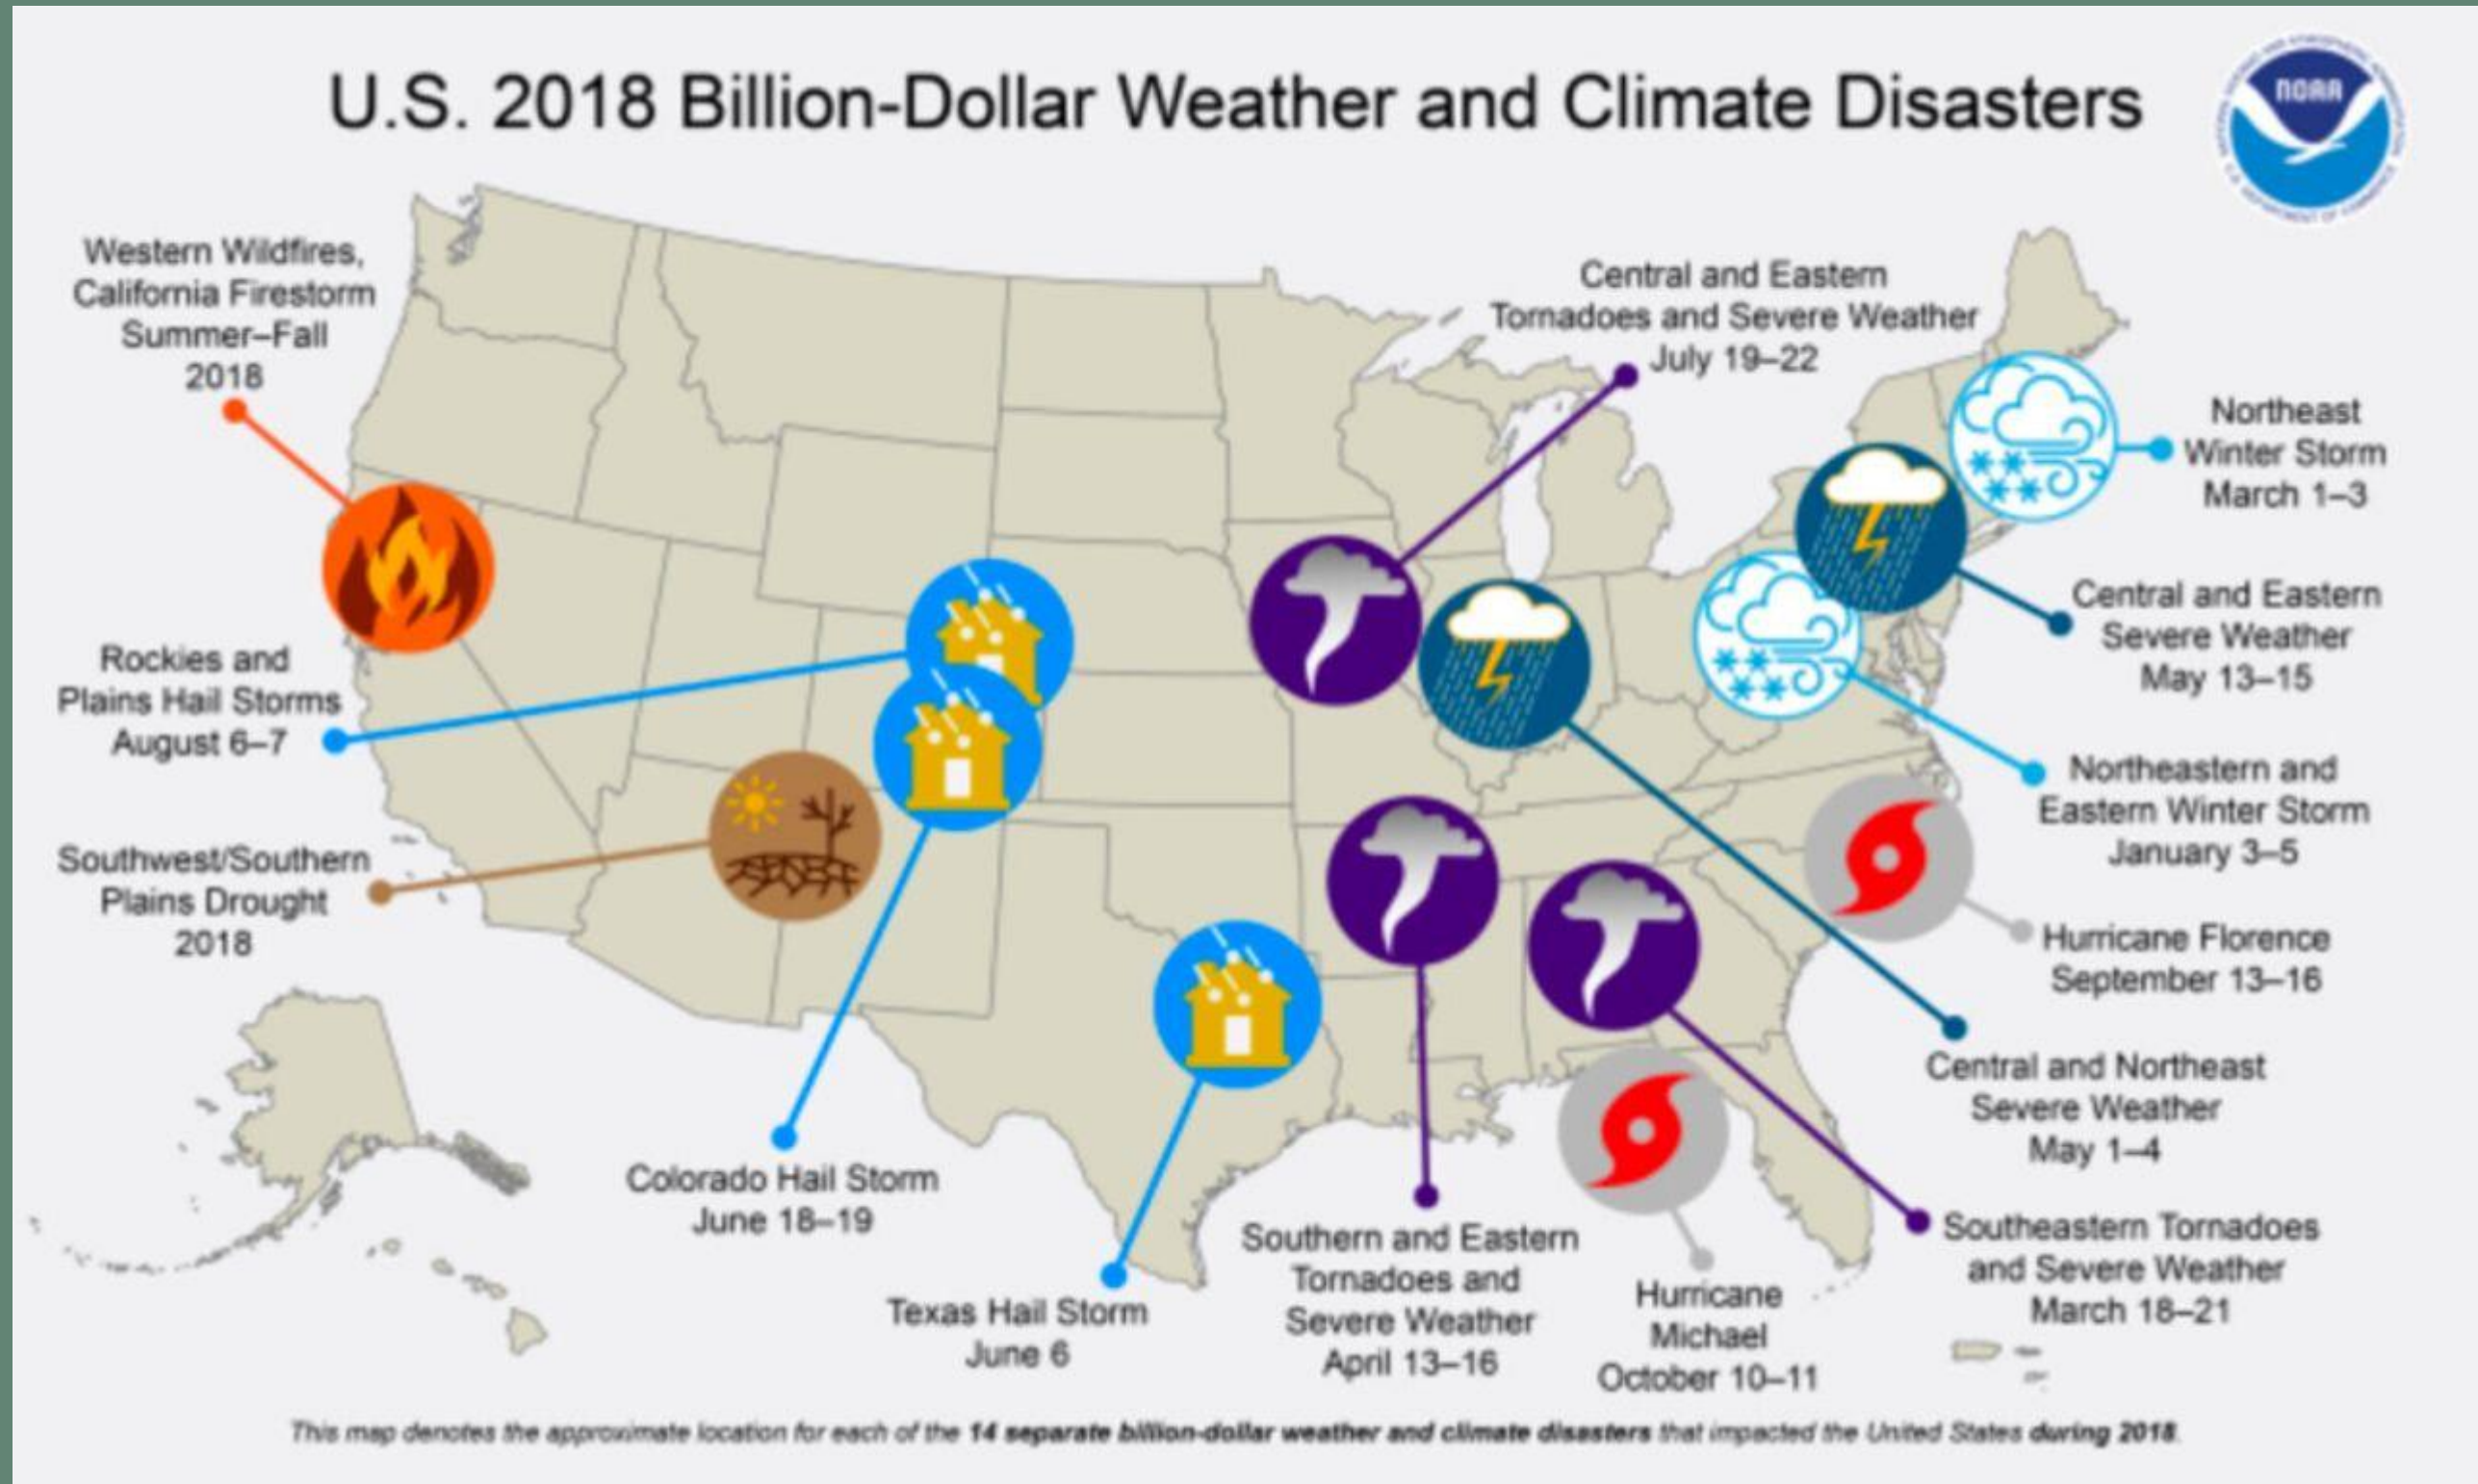 U.S. 2018 Billion-Dollar Weather and Climate Disasters
NOAA
Western Wildfires,
California Firestorm
Summer–Fall
2018
Central and Eastern
Tornadoes and Severe Weather
July 19–22
Northeast
Winter Storm
March 1–3
Central and Eastern
Severe Weather
May 13–15
Rockies and
Plains Hail Storms
August 6–7
Northeastern and
Eastern Winter Storm
January 3–5
Southwest/Southern
Plains Drought
2018
Hurricane Florence
September 13–16
Central and Northeast
Severe Weather
May 1–4
Colorado Hail Storm
June 18–19
Southeastern Tornadoes
and Severe Weather
March 18–21
Southern and Eastern
Tornadoes and
Severe Weather
April 13–16
Hurricane
Michael
October 10–11
Texas Hail Storm
June 6
This map denotes the approximate location for each of the 14 separate billion-dollar weather and climate disasters that impacted the United States during 2018.